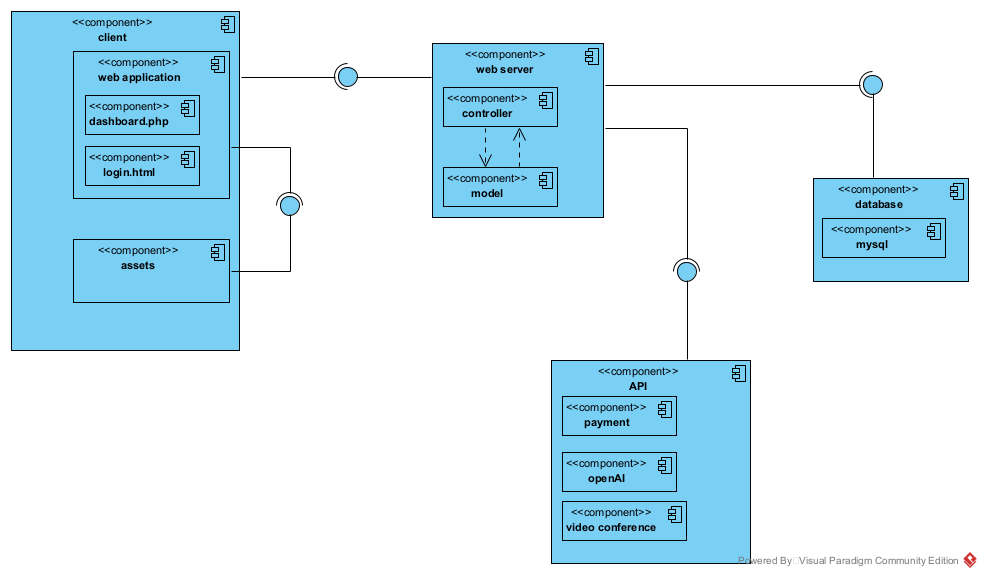 <<component>>
client
<<component>>
web application
<<component>>
dashboard.php
<<component>>
login.html
<<component>>
assets
<<component>>
web server
<<component>>
controller
<<component>>
model
<<component>>
database
<<component>>
mysql
<<component>>
API
<<component>>
payment
<<component>>
openAI
<<component>>
video conference
Powered By Visual Paradigm Community Edition